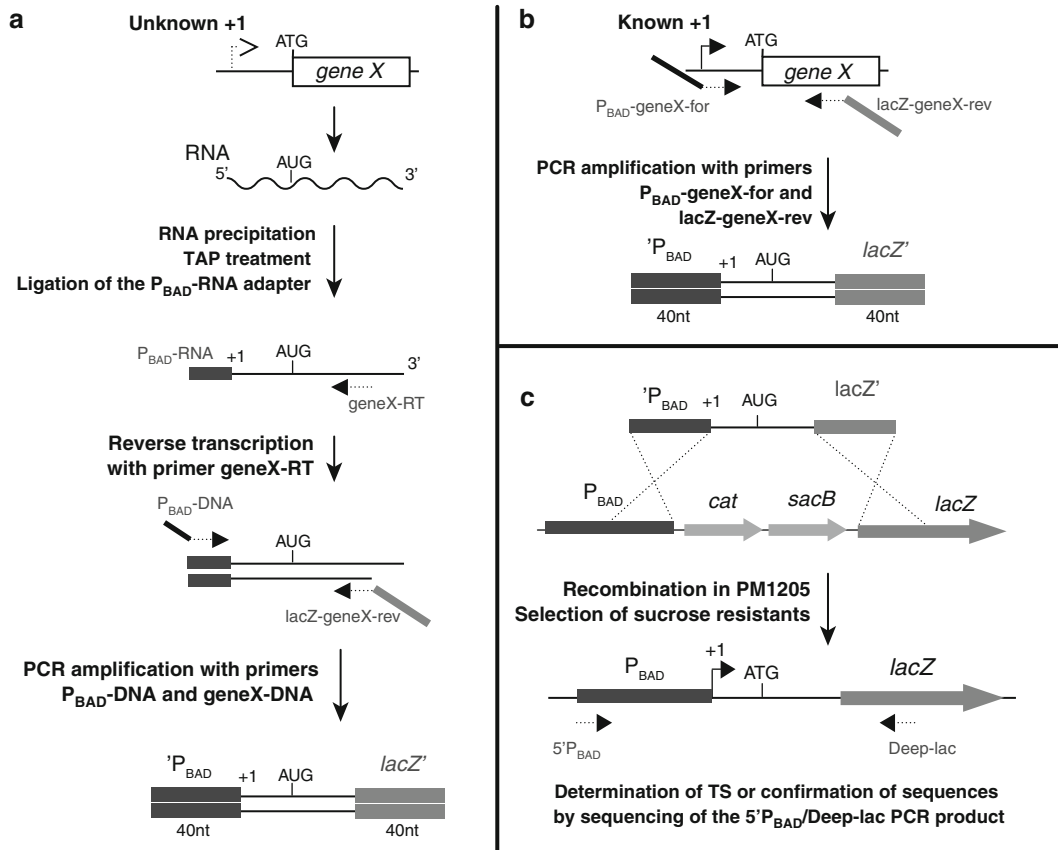 a
Unknown +1
ATG
gene X
RNA
5'
AUG
3'
RNA precipitation
TAP treatment
Ligation of the PBAD-RNA adapter
PBAD-RNA
+1
AUG
3'
geneX-RT
Reverse transcription
with primer geneX-RT
PBAD-DNA
AUG
lacZ-geneX-rev
PCR amplification with primers
PBAD-DNA and geneX-DNA
'PBAD
+1
AUG
lacZ'
40nt
40nt
b
Known +1
ATG
gene X
PBAD-geneX-for
lacZ-geneX-rev
PCR amplification with primers
PBAD-geneX-for and
lacZ-geneX-rev
'PBAD
+1
AUG
lacZ'
40nt
40nt
c
'PBAD
+1
AUG
lacZ'
PBAD
cat
sacB
lacZ
Recombination in PM1205
Selection of sucrose resistants
PBAD
+1
ATG
lacZ
5'PBAD
Deep-lac
Determination of TS or confirmation of sequences
by sequencing of the 5'PBAD/Deep-lac PCR product